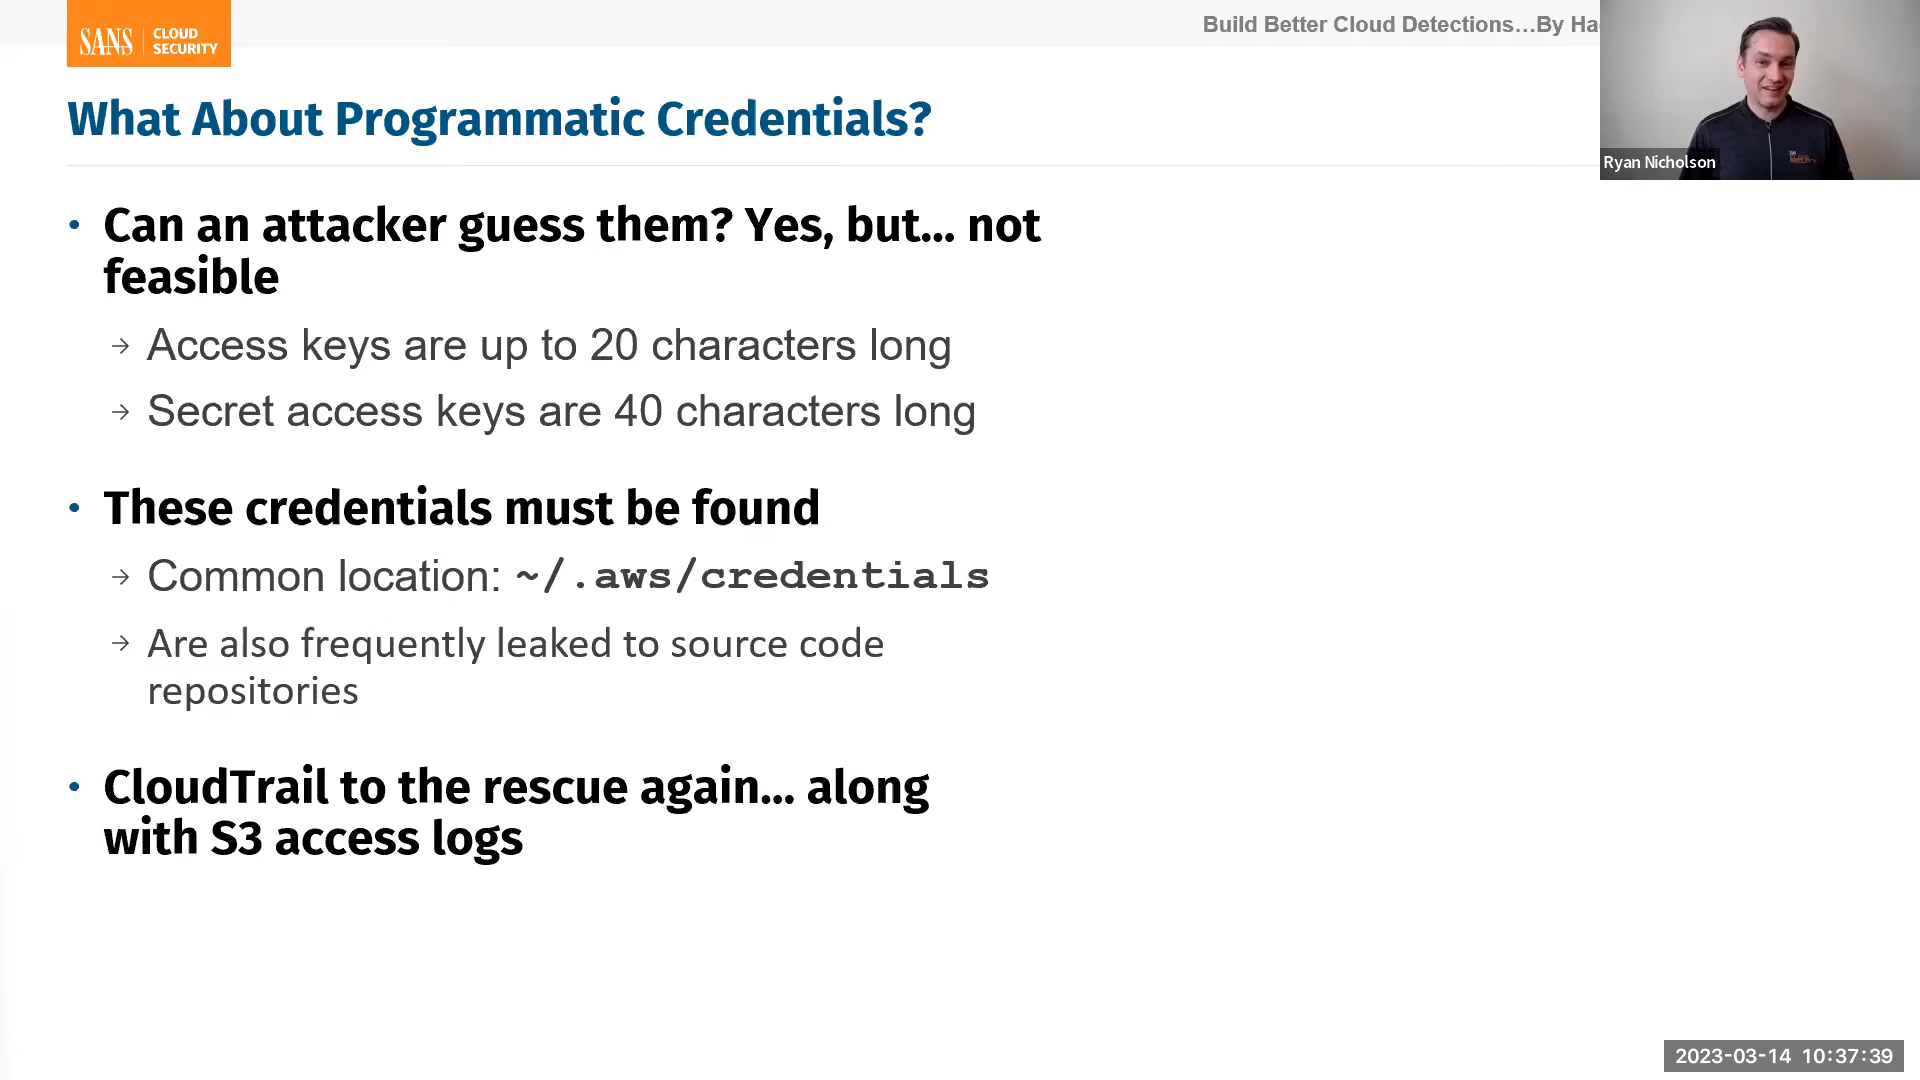 SANS
CLOUD
SECURITY
Build Better Cloud Detections…By Ha
Ryan Nicholson
What About Programmatic Credentials?
• Can an attacker guess them? Yes, but… not
feasible
→ Access keys are up to 20 characters long
→ Secret access keys are 40 characters long
• These credentials must be found
→ Common location: ~/.aws/credentials
→ Are also frequently leaked to source code
repositories
• CloudTrail to the rescue again… along
with S3 access logs
2023-03-14 10:37:39